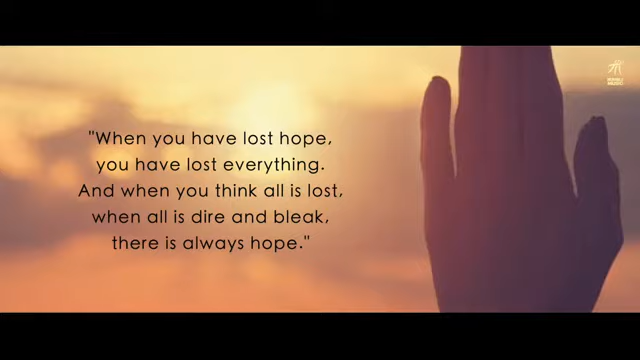 "When you have lost hope,
you have lost everything.
And when you think all is lost,
when all is dire and bleak,
there is always hope."
MUSIC